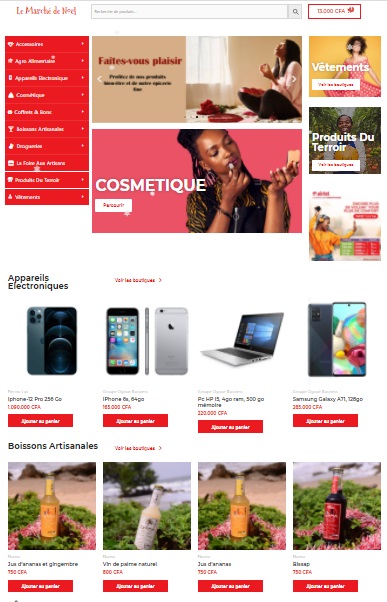 Le Marché de Noël
Recherche de produits...
13.000 CFA
Accessoires
Agro Alimentaire
Appareils Electronique
Cosmétique
Coffrets & Bons
Boissons Artisanales
Drogueries
La Foire Aux Artisans
Produits Du Terroir
Vêtements
Faites-vous plaisir
Profitez de nos produits
bien-être et de notre épicerie
fine
COSMETIQUE
Parcourir
Vêtements
Voir les boutiques
Produits Du
Terroir
Voir les boutiques
airtel
Appareils
Electroniques
Voir les boutiques
Iphone-12 Pro 256 Go
1.090.000 CFA
Ajouter au panier
IPhone 6s, 64go
165.000 CFA
Ajouter au panier
Pc HP I5, 4go ram, 500 go
mémoire
220.000 CFA
Ajouter au panier
Samsung Galaxy A71, 128go
265.000 CFA
Ajouter au panier
Boissons Artisanales
Voir les boutiques
Jus d'ananas et gingembre
750 CFA
Ajouter au panier
Vin de palme naturel
800 CFA
Ajouter au panier
Jus d'ananas
750 CFA
Ajouter au panier
Bissap
750 CFA
Ajouter au panier